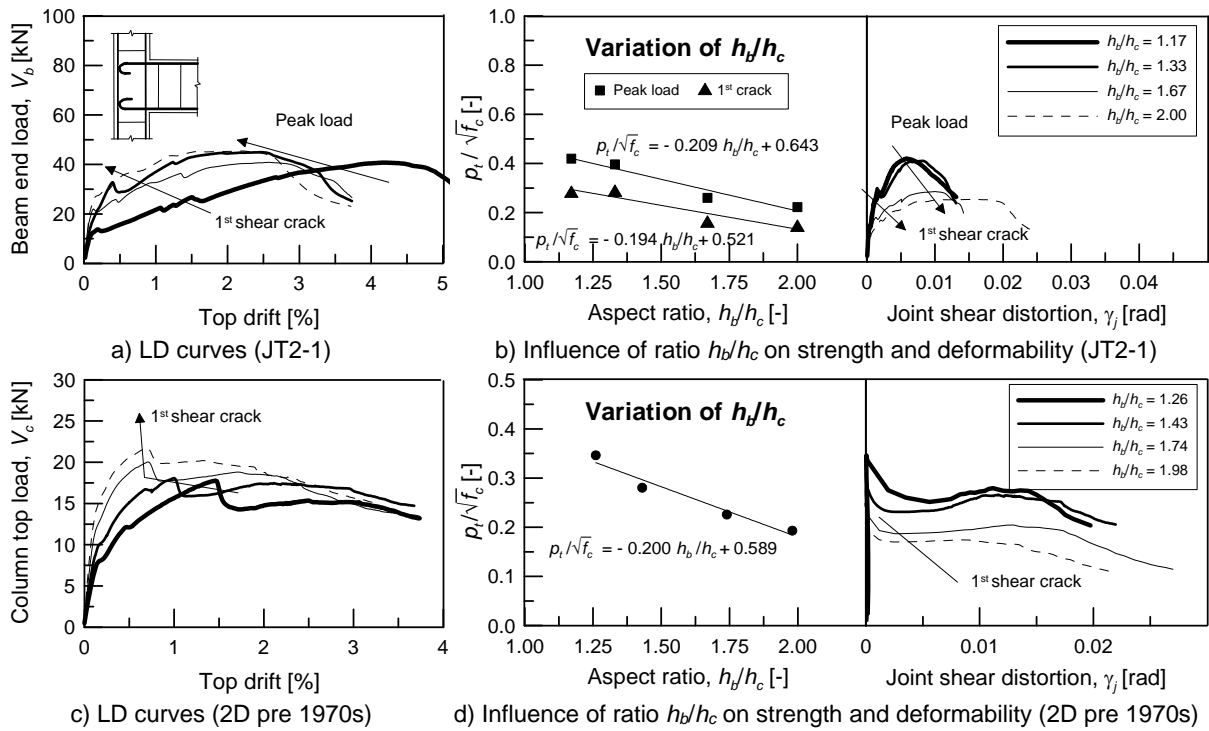 Beam end load, V_b [kN]
100
80
60
40
20
0
Peak load
1st shear crack
0 1 2 3 4 5
Top drift [%]
a) LD curves (JT2-1)
p_t/√f_c [-]
1.0
0.8
0.6
0.4
0.2
0.0
Variation of h_b/h_c
Peak load 1st crack
p_t/√f_c = - 0.209 h_b/h_c + 0.643
p_t/√f_c = -0.194 h_b/h_c + 0.521
1.00 1.25 1.50 1.75 2.00
Aspect ratio, h_b/h_c [-]
h_b/h_c = 1.17
h_b/h_c = 1.33
h_b/h_c = 1.67
h_b/h_c = 2.00
Peak load
1st shear crack
0 0.01 0.02 0.03 0.04
Joint shear distortion, γ_j [rad]
b) Influence of ratio h_b/h_c on strength and deformability (JT2-1)
Column top load, V_c [kN]
30
25
20
15
10
5
0
1st shear crack
0 1 2 3 4
Top drift [%]
c) LD curves (2D pre 1970s)
p_t/√f_c [-]
0.5
0.4
0.3
0.2
0.1
0.0
Variation of h_b/h_c
p_t/√f_c = -0.200 h_b/h_c + 0.589
1.00 1.25 1.50 1.75 2.00
Aspect ratio, h_b/h_c [-]
h_b/h_c = 1.26
h_b/h_c = 1.43
h_b/h_c = 1.74
h_b/h_c = 1.98
1st shear crack
0 0.01 0.02
Joint shear distortion, γ_j [rad]
d) Influence of ratio h_b/h_c on strength and deformability (2D pre 1970s)